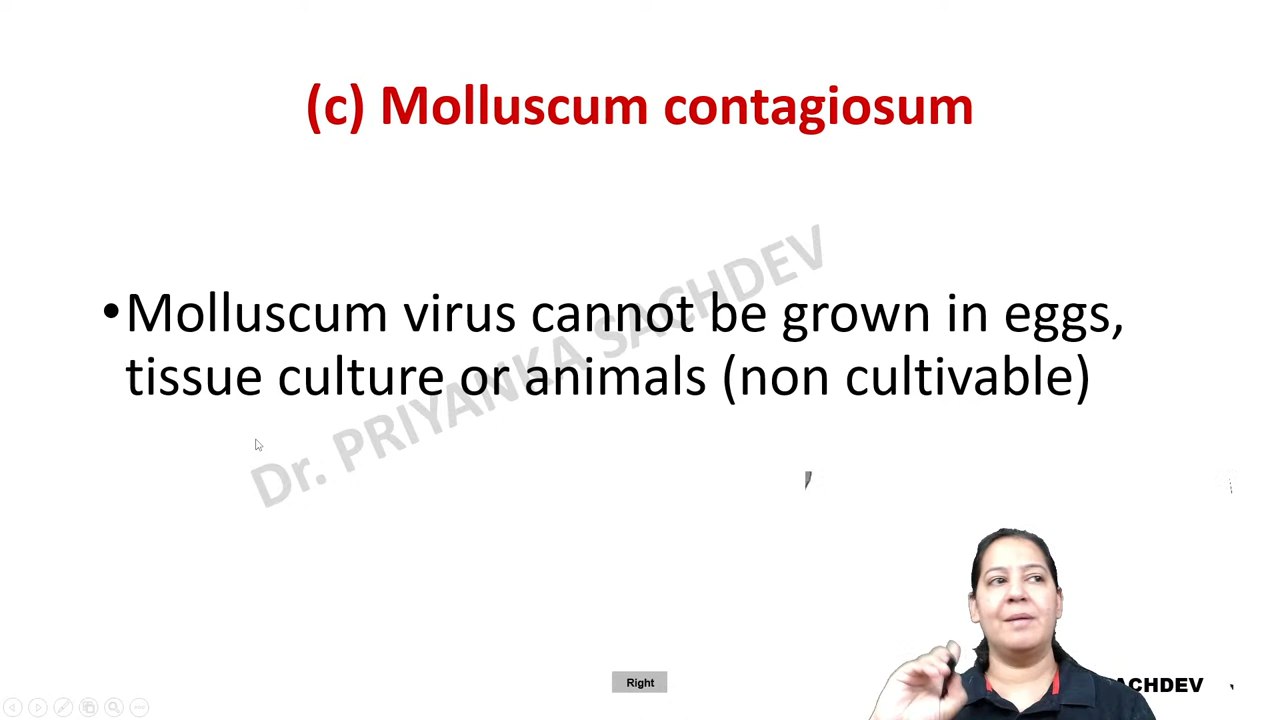 (c) Molluscum contagiosum
•Molluscum virus cannot be grown in eggs,
tissue culture or animals (non cultivable)
Dr. PRIYANKA SACHDEV
Right
ACHDEV